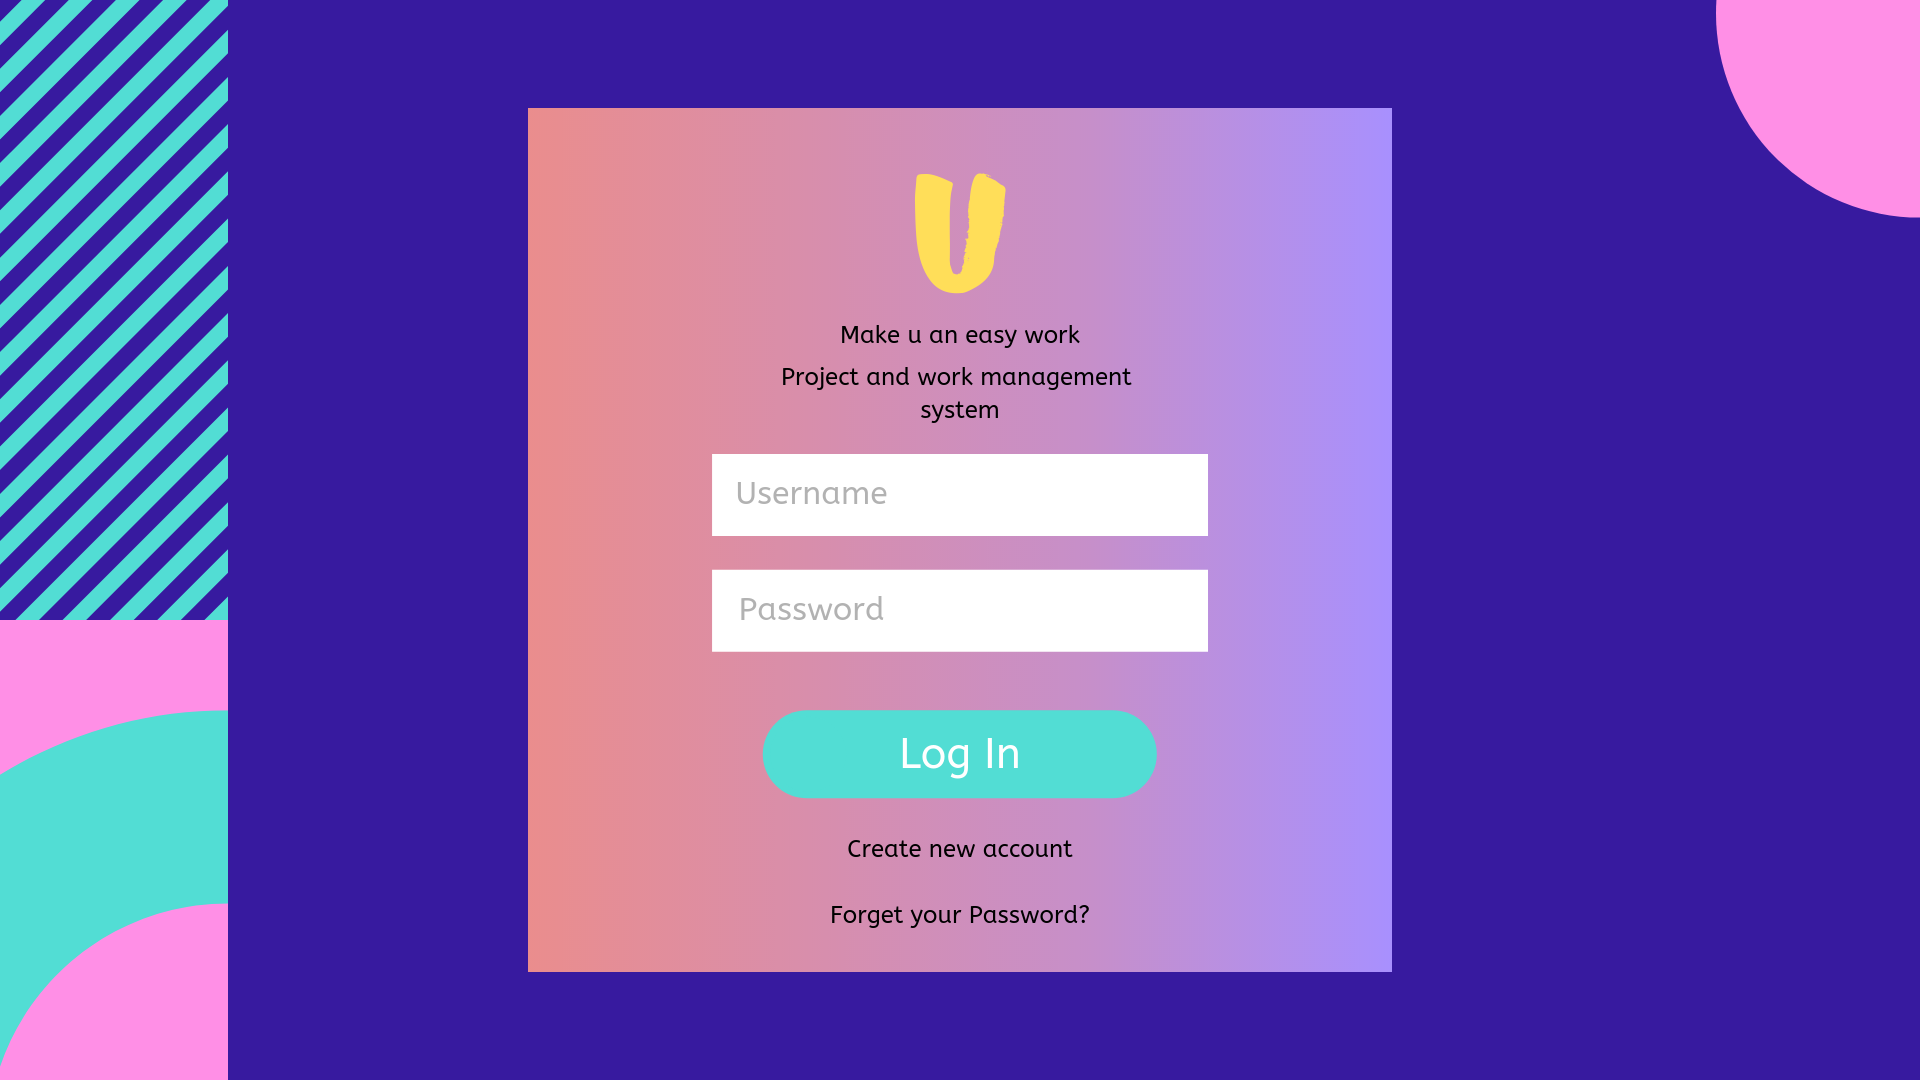 U
Make u an easy work
Project and work management
system
Username
Password
Log In
Create new account
Forget your Password?